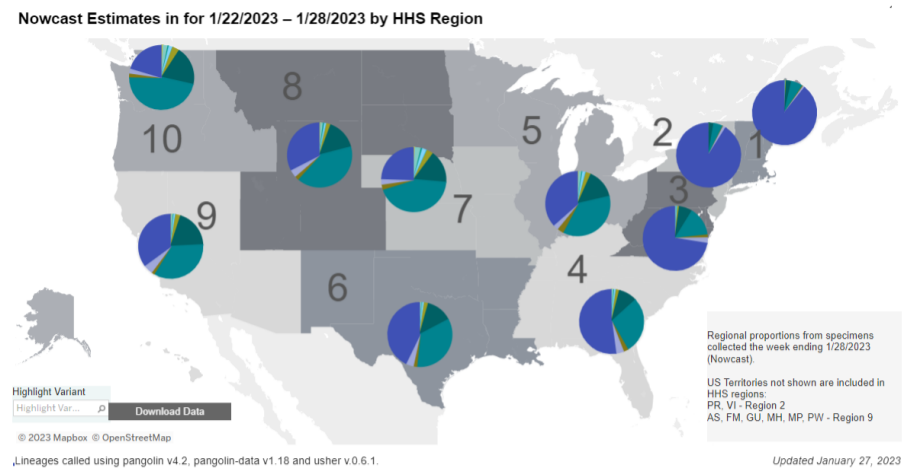 Nowcast Estimates in for 1/22/2023 – 1/28/2023 by HHS Region
8
10
5
2
1
3
9
7
6
4
Regional proportions from specimens
collected the week ending 1/28/2023
(Nowcast).
US Territories not shown are included in
HHS regions:
PR, VI - Region 2
AS, FM, GU, MH, MP, PW - Region 9
Highlight Variant
Highlight Var...
Download Data
© 2023 Mapbox © OpenStreetMap
Lineages called using pangolin v4.2, pangolin-data v1.18 and usher v.0.6.1.
Updated January 27, 2023